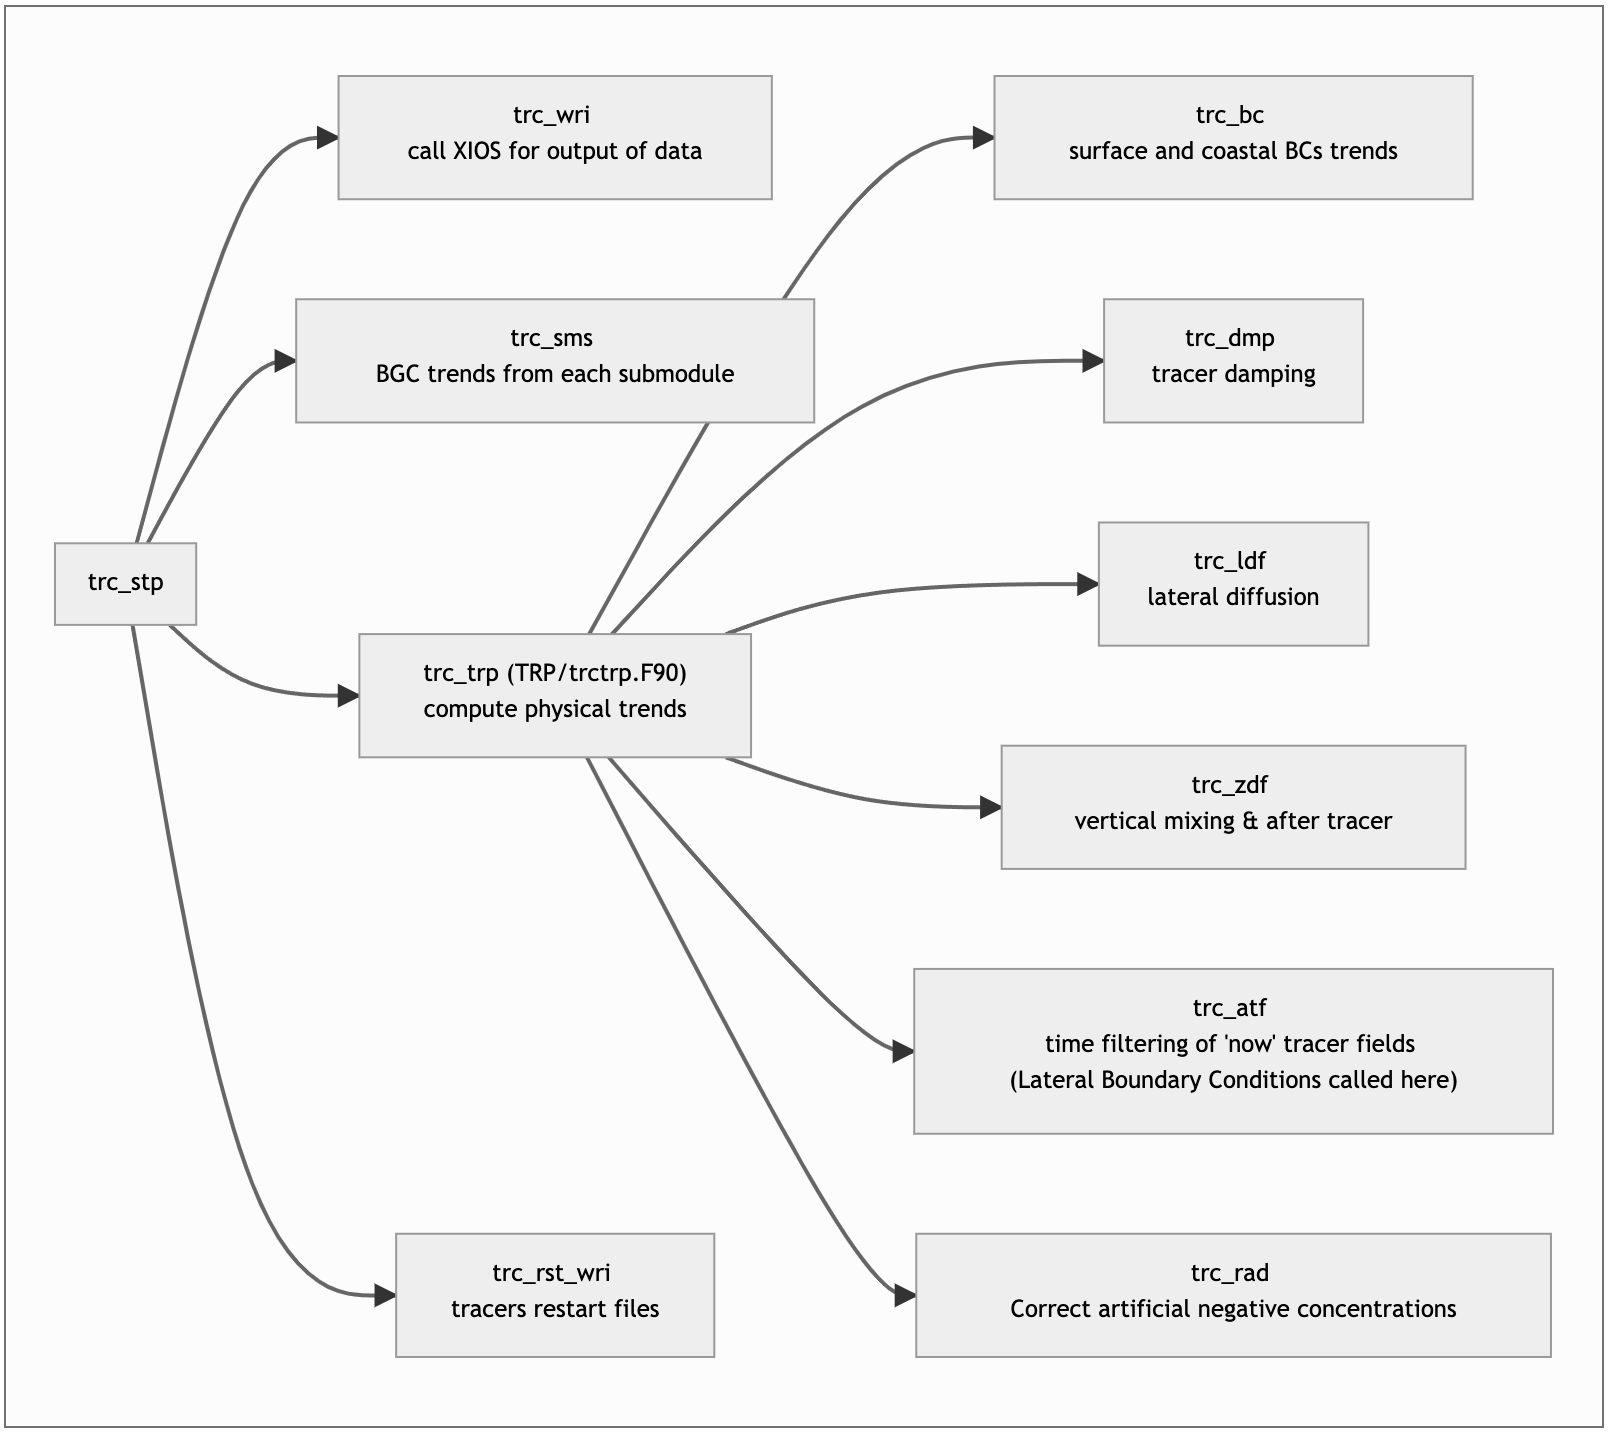 trc_wri
call XIOS for output of data
trc_bc
surface and coastal BCs trends
trc_sms
BGC trends from each submodule
trc_dmp
tracer damping
trc_stp
trc_ldf
lateral diffusion
trc_trp (TRP/trctrp.F90)
compute physical trends
trc_zdf
vertical mixing & after tracer
trc_atf
time filtering of 'now' tracer fields
(Lateral Boundary Conditions called here)
trc_rst_wri
tracers restart files
trc_rad
Correct artificial negative concentrations